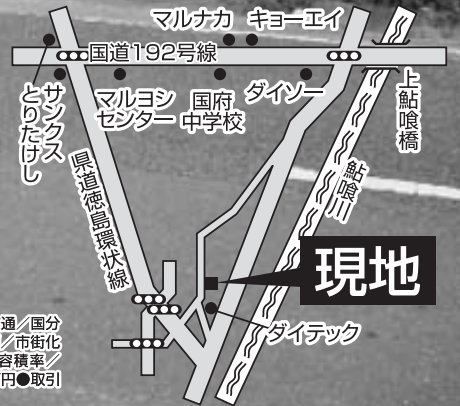 マルナカ キョーエイ
国道192号線
サンクス
とりたけし
マルヨシ
センター
国府
中学校
ダイソー
上鮎喰橋
県道徳島環状線
鮎喰川
現地
ダイテック
通／国分
／市街化
容積率／
円●取引